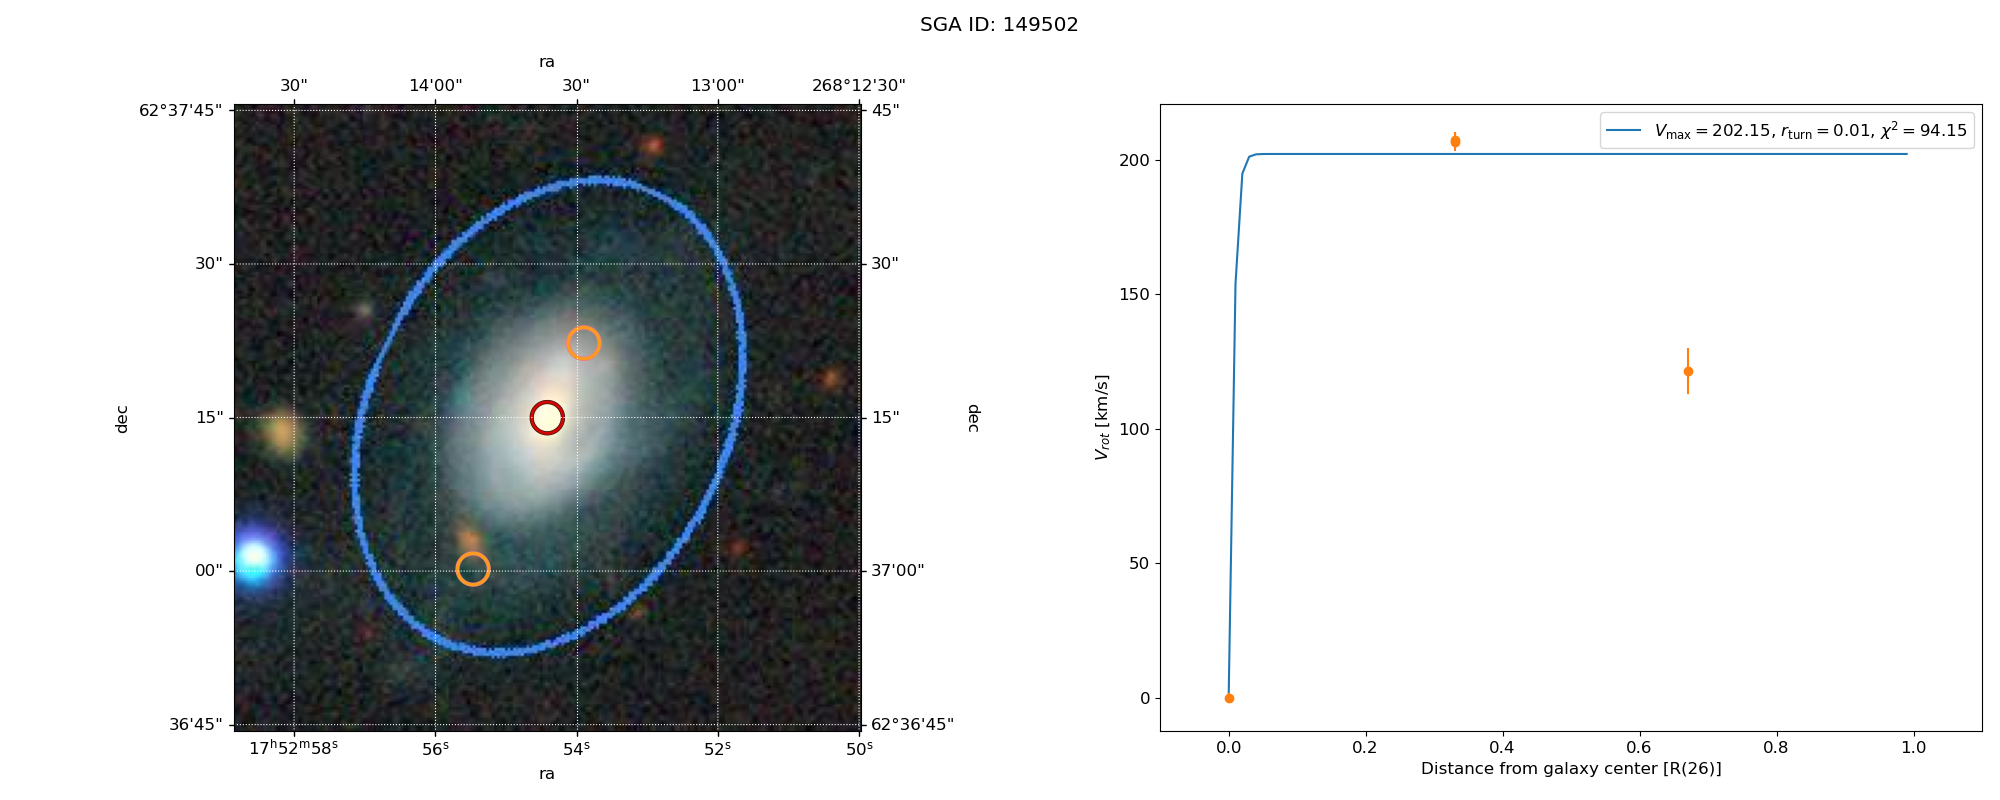 SGA ID: 149502
ra
30" 14'00" 30" 13'00" 268°12'30"
62°37'45" 45"
30" 30"
15" 15"
00" 37'00"
36'45" 62°36'45"
dec
dec
17ʰ52ᵐ58ˢ 56ˢ 54ˢ 52ˢ 50ˢ
ra
V_max = 202.15, r_turn = 0.01, χ² = 94.15
200
150
100
50
0
V_rot [km/s]
0.0 0.2 0.4 0.6 0.8 1.0
Distance from galaxy center [R(26)]